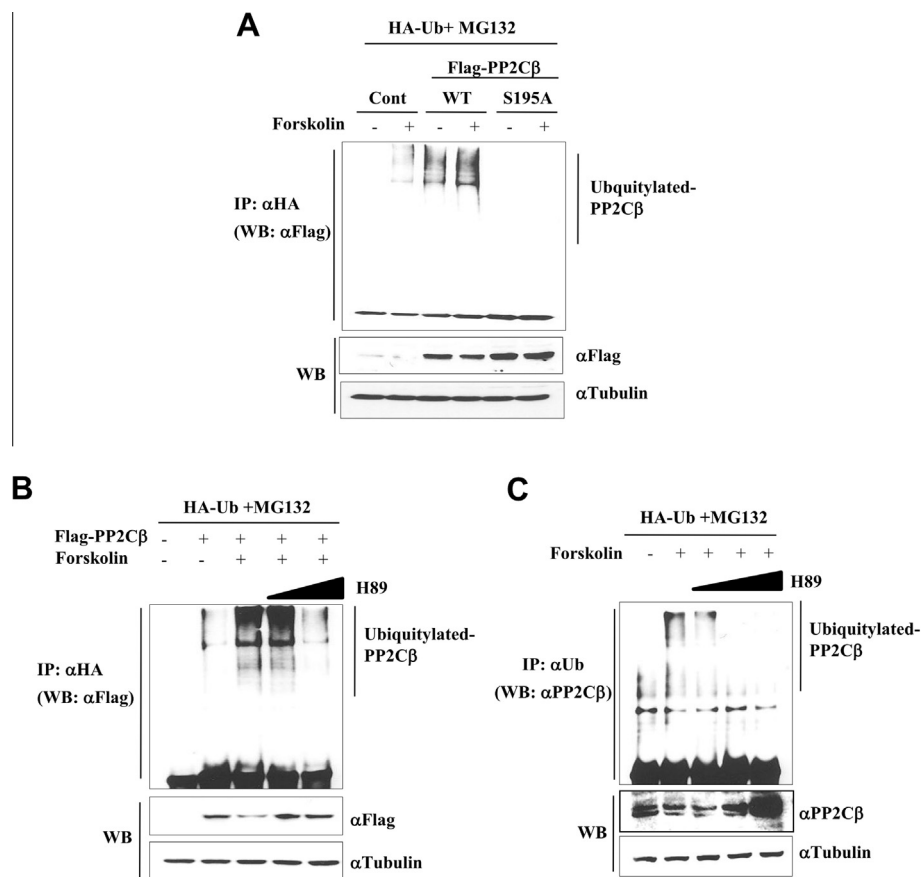 A
HA-Ub+ MG132
Flag-PP2Cβ
Cont WT S195A
Forskolin - + - + - +
IP: αHA
(WB: αFlag)
Ubquitylated-
PP2Cβ
WB
αFlag
αTubulin
B
HA-Ub +MG132
Flag-PP2Cβ - + + + +
Forskolin - - + + +
H89
IP: αHA
(WB: αFlag)
Ubiquitylated-
PP2Cβ
WB
αFlag
αTubulin
C
HA-Ub +MG132
Forskolin - + + + +
H89
IP: αUb
(WB: αPP2Cβ)
Ubiquitylated-
PP2Cβ
WB
αPP2Cβ
αTubulin